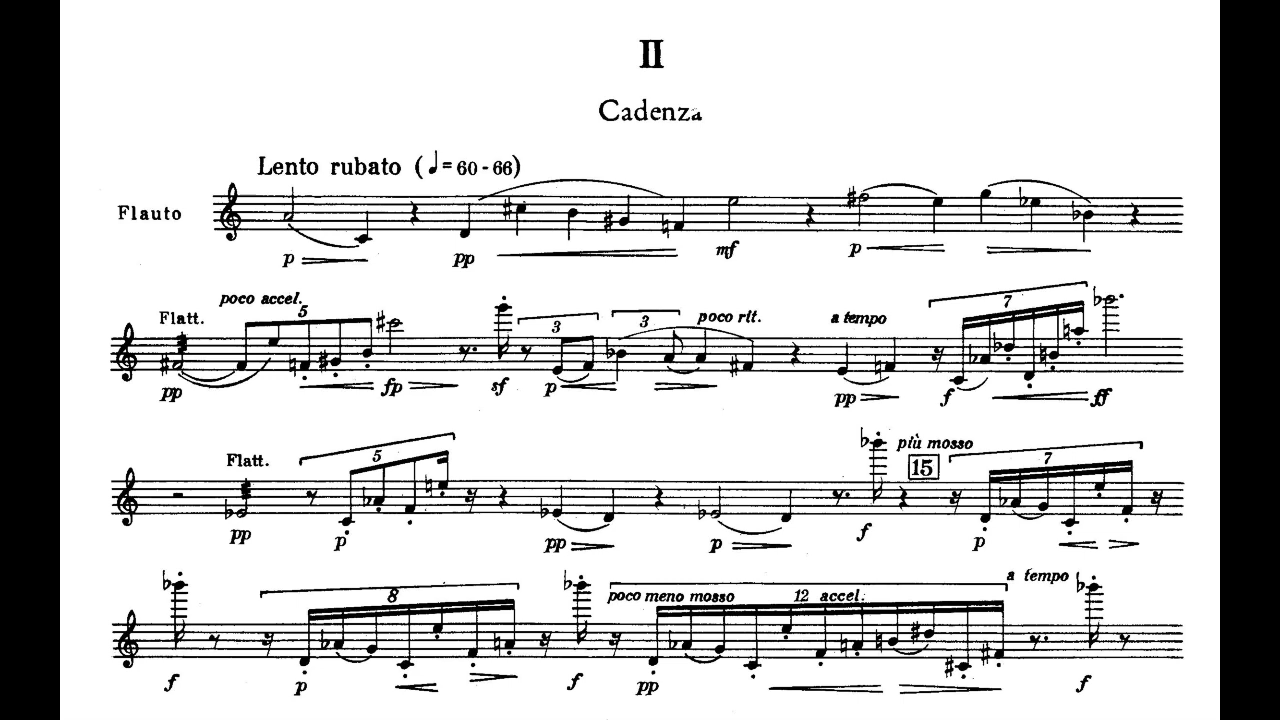 II
Cadenza
Lento rubato (♩= 60 - 66)
Flauto
p pp mf p
poco accel.
Flatt. 5 3 3 poco rit. a tempo 7
pp fp sf p pp f ff
Flatt. 5 più mosso 15 7
pp p pp p f p
8 poco meno mosso 12 accel. a tempo
f p f pp f